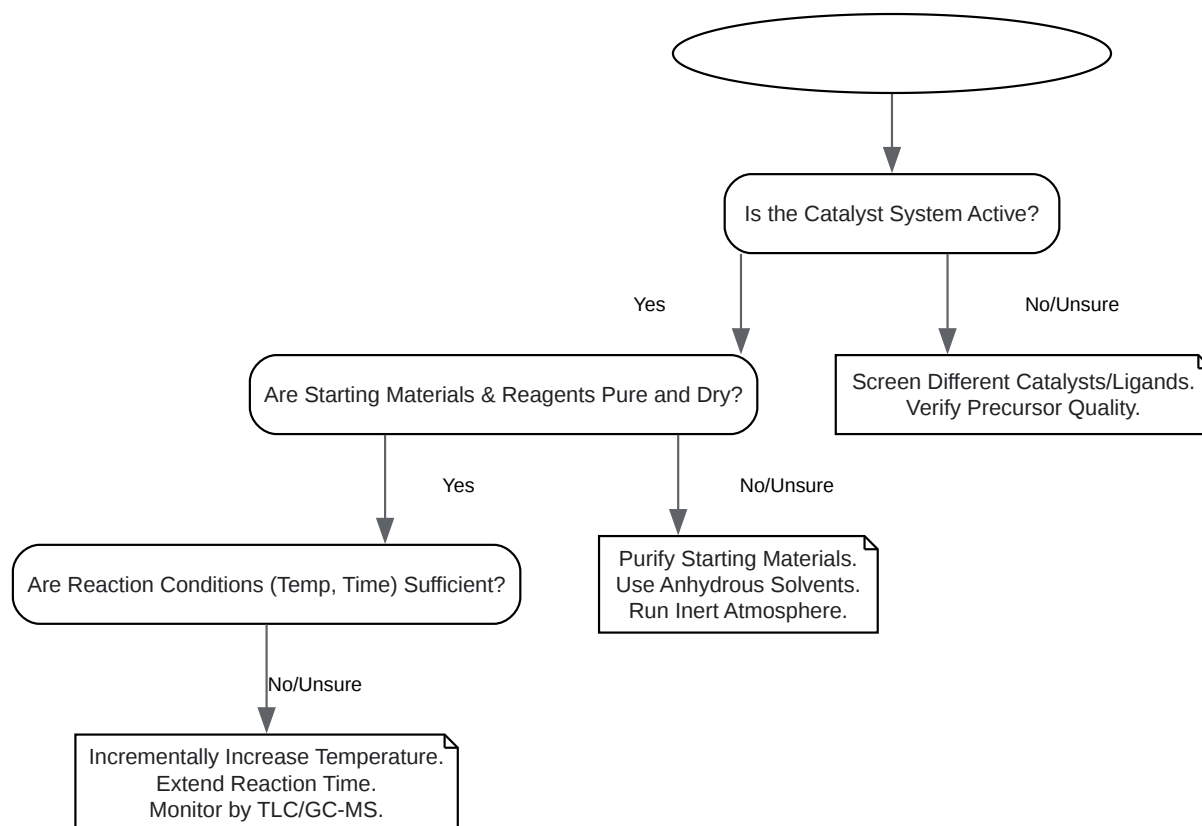 Is the Catalyst System Active?
Yes
No/Unsure
Are Starting Materials & Reagents Pure and Dry?
Screen Different Catalysts/Ligands.
Verify Precursor Quality.
Yes
No/Unsure
Are Reaction Conditions (Temp, Time) Sufficient?
Purify Starting Materials.
Use Anhydrous Solvents.
Run Inert Atmosphere.
No/Unsure
Incrementally Increase Temperature.
Extend Reaction Time.
Monitor by TLC/GC-MS.